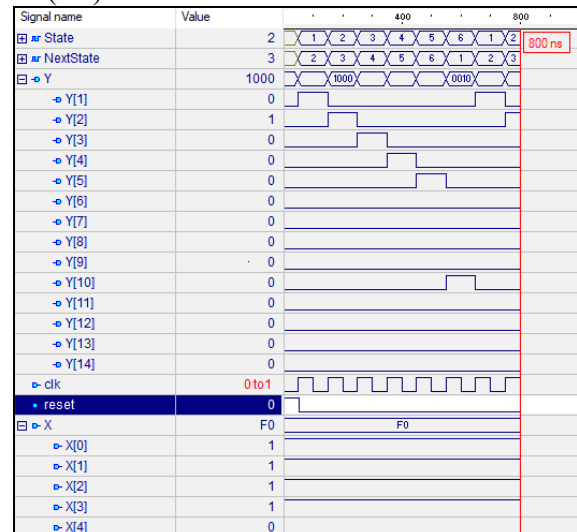 Signal name Value 400 800
State 2 1 2 3 4 5 6 1 2 800 ns
NextState 3 2 3 4 5 6 1 2 3
Y 1000 1000 0010
Y[1] 0
Y[2] 1
Y[3] 0
Y[4] 0
Y[5] 0
Y[6] 0
Y[7] 0
Y[8] 0
Y[9] 0
Y[10] 0
Y[11] 0
Y[12] 0
Y[13] 0
Y[14] 0
clk 0 to 1
reset 0
X F0 F0
X[0] 1
X[1] 1
X[2] 1
X[3] 1
X[4] 0